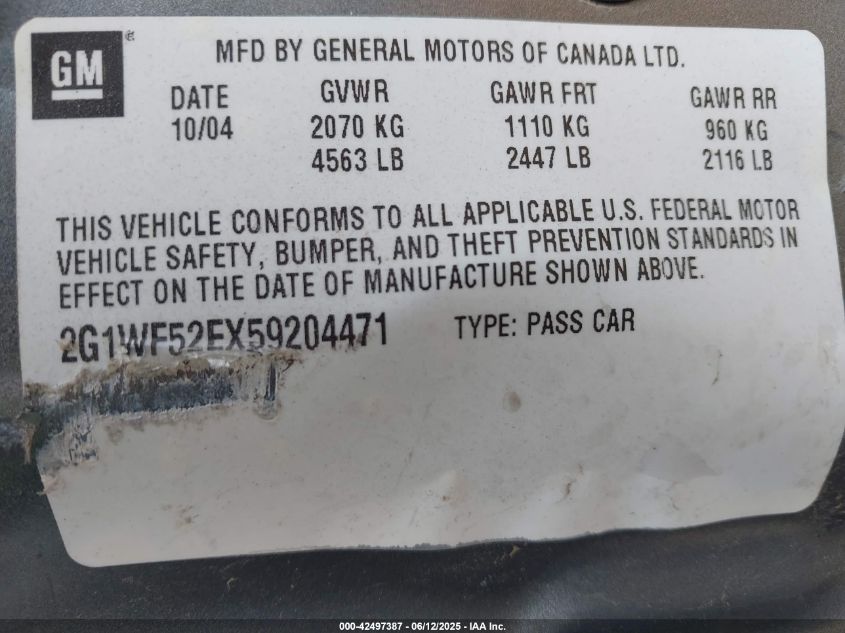 GM
MFD BY GENERAL MOTORS OF CANADA LTD.
DATE GVWR GAWR FRT GAWR RR
10/04 2070 KG 1110 KG 960 KG
4563 LB 2447 LB 2116 LB
THIS VEHICLE CONFORMS TO ALL APPLICABLE U.S. FEDERAL MOTOR
VEHICLE SAFETY, BUMPER, AND THEFT PREVENTION STANDARDS IN
EFFECT ON THE DATE OF MANUFACTURE SHOWN ABOVE.
2G1WF52EX59204471 TYPE: PASS CAR
000-42497387 - 06/12/2025 - IAA Inc.